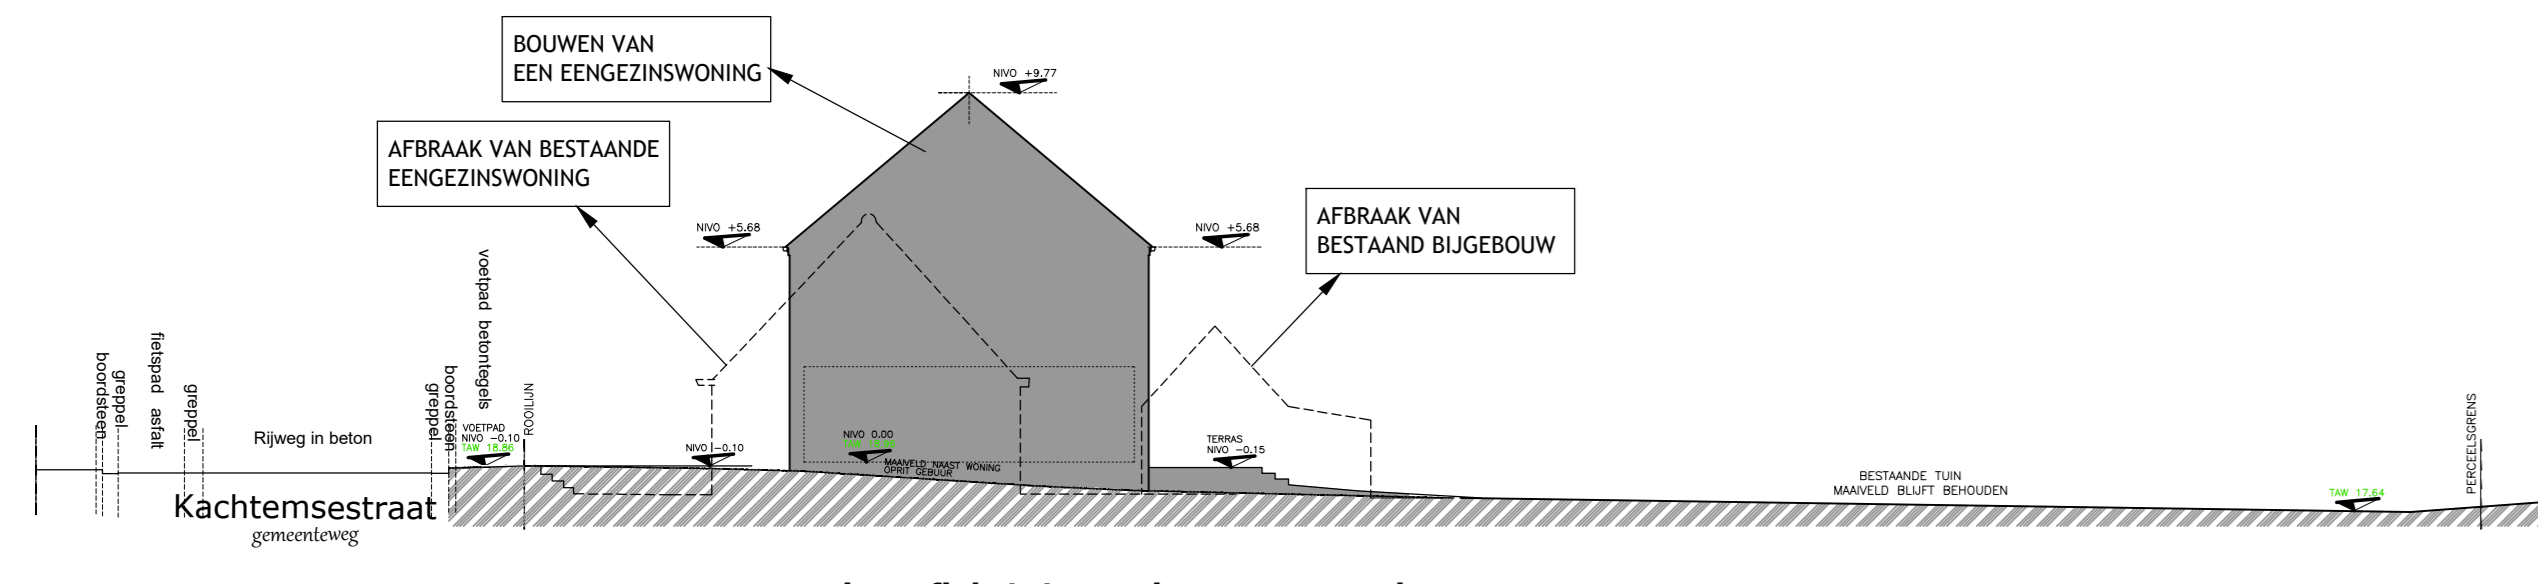 BOUWEN VAN
EEN EENGEZINSWONING
NIVO +9.77
AFBRAAK VAN BESTAANDE
EENGEZINSWONING
NIVO +5.68
NIVO +5.68
AFBRAAK VAN
BESTAAND BIJGEBOUW
boordsteen
greppel
fietspad asfalt
greppel
Rijweg in beton
greppel
boordsteen
voetpad betontegels
VOETPAD
NIVO -0.10
TAW 18.86
ROOILIJN
NIVO -0.10
NIVO 0.00
MAAIVELD NAAST WONING
OPRIT GEBUUR
TERRAS
NIVO -0.15
BESTAANDE TUIN
MAAIVELD BLIJFT BEHOUDEN
TAW 17.64
PERCEELSGRENS
Kachtemsestraat
gemeenteweg